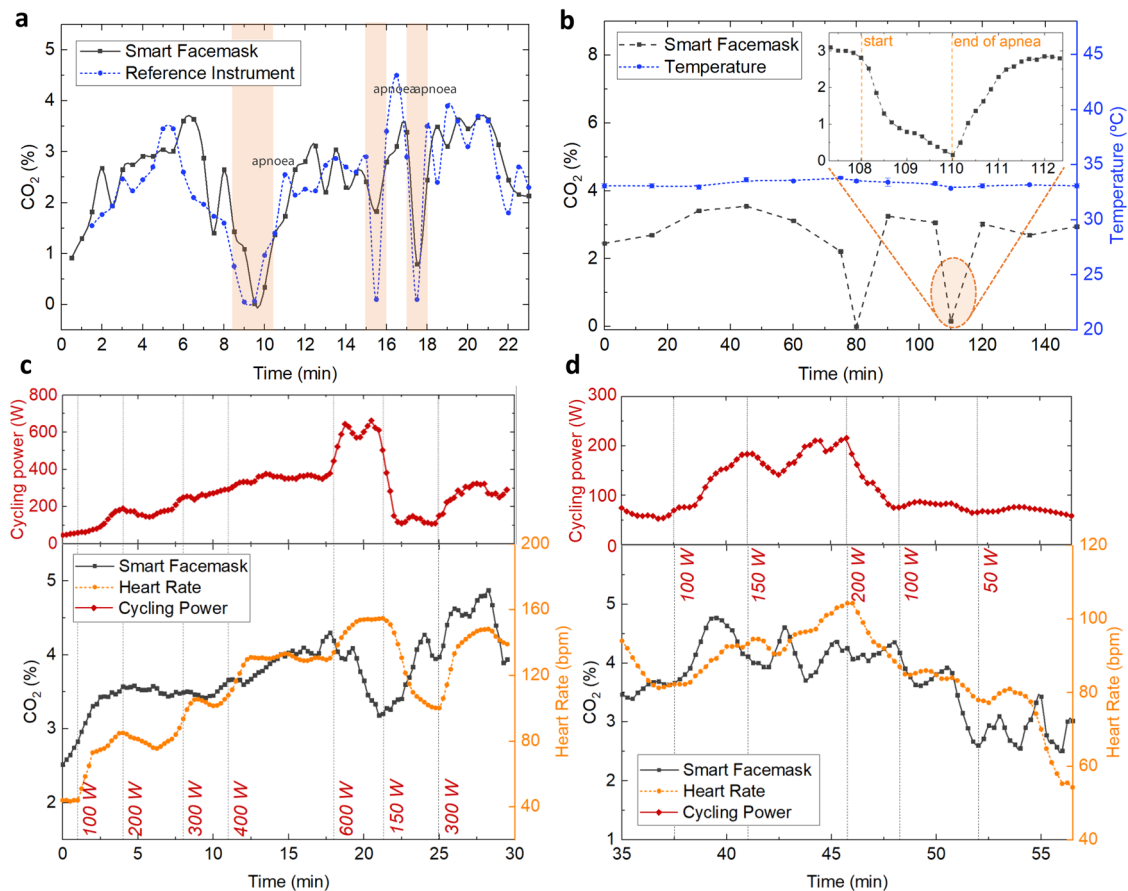 a
5
4
3
2
1
0
CO₂ (%)
Smart Facemask
Reference Instrument
apnoea
apnoea
apnoea
0 2 4 6 8 10 12 14 16 18 20 22
Time (min)
b
8
6
4
2
0
CO₂ (%)
Smart Facemask
Temperature
start
end of apnea
3
2
1
0
108 109 110 111 112
45
40
35
30
25
20
Temperature (ºC)
0 20 40 60 80 100 120 140
Time (min)
c
800
600
400
200
0
Cycling power (W)
5
4
3
2
CO₂ (%)
Smart Facemask
Heart Rate
Cycling Power
200
160
120
80
40
Heart Rate (bpm)
100 W
200 W
300 W
400 W
600 W
150 W
300 W
0 5 10 15 20 25 30
Time (min)
d
300
200
100
0
Cycling power (W)
5
4
3
2
1
CO₂ (%)
100 W
150 W
200 W
100 W
50 W
120
100
80
60
40
Heart Rate (bpm)
Smart Facemask
Heart Rate
Cycling Power
35 40 45 50 55
Time (min)